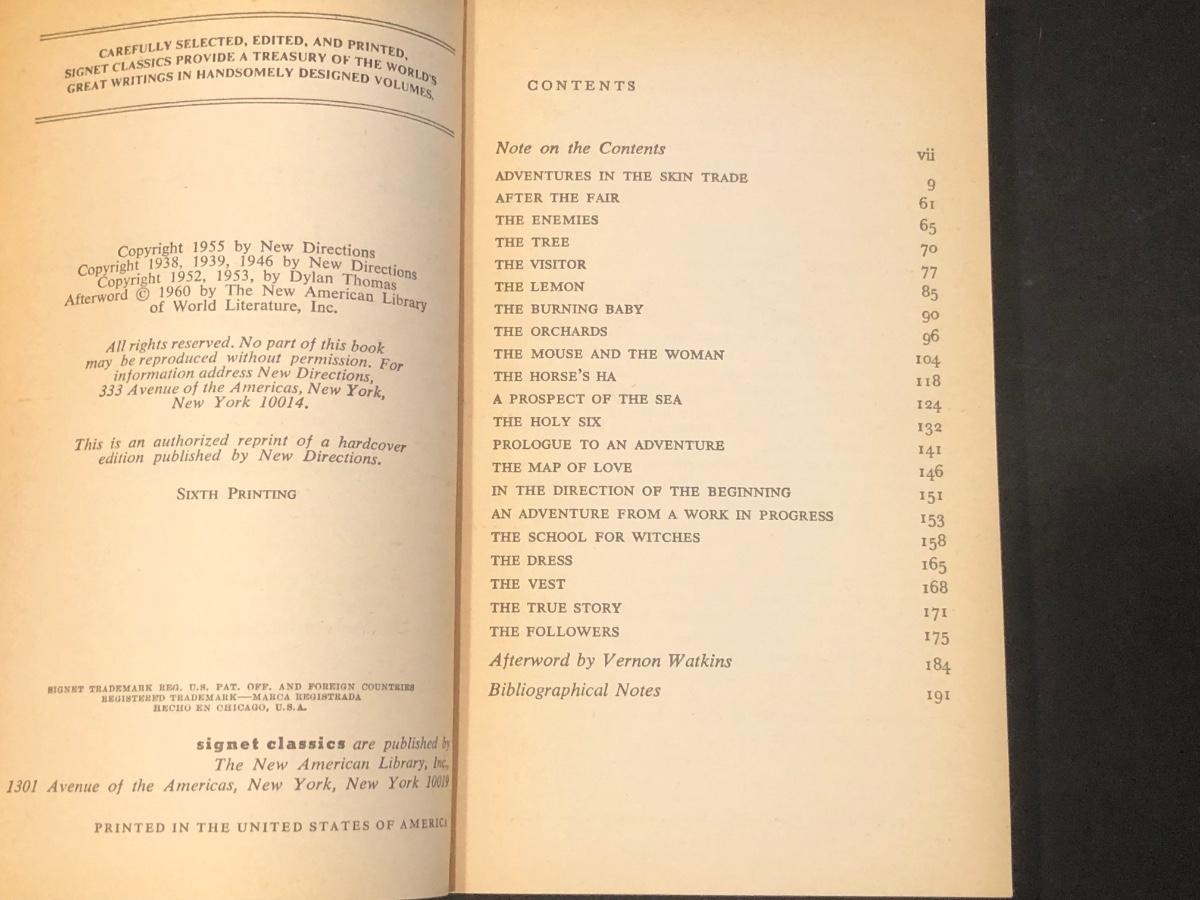 CAREFULLY SELECTED, EDITED, AND PRINTED,
SIGNET CLASSICS PROVIDE A TREASURY OF THE WORLD'S
GREAT WRITINGS IN HANDSOMELY DESIGNED VOLUMES.
Copyright 1955 by New Directions
Copyright 1938, 1939, 1946 by New Directions
Copyright 1952, 1953, by Dylan Thomas
Afterword © 1960 by The New American Library
of World Literature, Inc.
All rights reserved. No part of this book
may be reproduced without permission. For
information address New Directions,
333 Avenue of the Americas, New York,
New York 10014.
This is an authorized reprint of a hardcover
edition published by New Directions.
SIXTH PRINTING
SIGNET TRADEMARK REG. U.S. PAT. OFF. AND FOREIGN COUNTRIES
REGISTERED TRADEMARK—MARCA REGISTRADA
HECHO EN CHICAGO, U.S.A.
signet classics are published by
The New American Library, Inc.,
1301 Avenue of the Americas, New York, New York 10019
PRINTED IN THE UNITED STATES OF AMERICA
CONTENTS
Note on the Contents vii
ADVENTURES IN THE SKIN TRADE 9
AFTER THE FAIR 61
THE ENEMIES 65
THE TREE 70
THE VISITOR 77
THE LEMON 85
THE BURNING BABY 90
THE ORCHARDS 96
THE MOUSE AND THE WOMAN 104
THE HORSE'S HA 118
A PROSPECT OF THE SEA 124
THE HOLY SIX 132
PROLOGUE TO AN ADVENTURE 141
THE MAP OF LOVE 146
IN THE DIRECTION OF THE BEGINNING 151
AN ADVENTURE FROM A WORK IN PROGRESS 153
THE SCHOOL FOR WITCHES 158
THE DRESS 165
THE VEST 168
THE TRUE STORY 171
THE FOLLOWERS 175
Afterword by Vernon Watkins 184
Bibliographical Notes 191